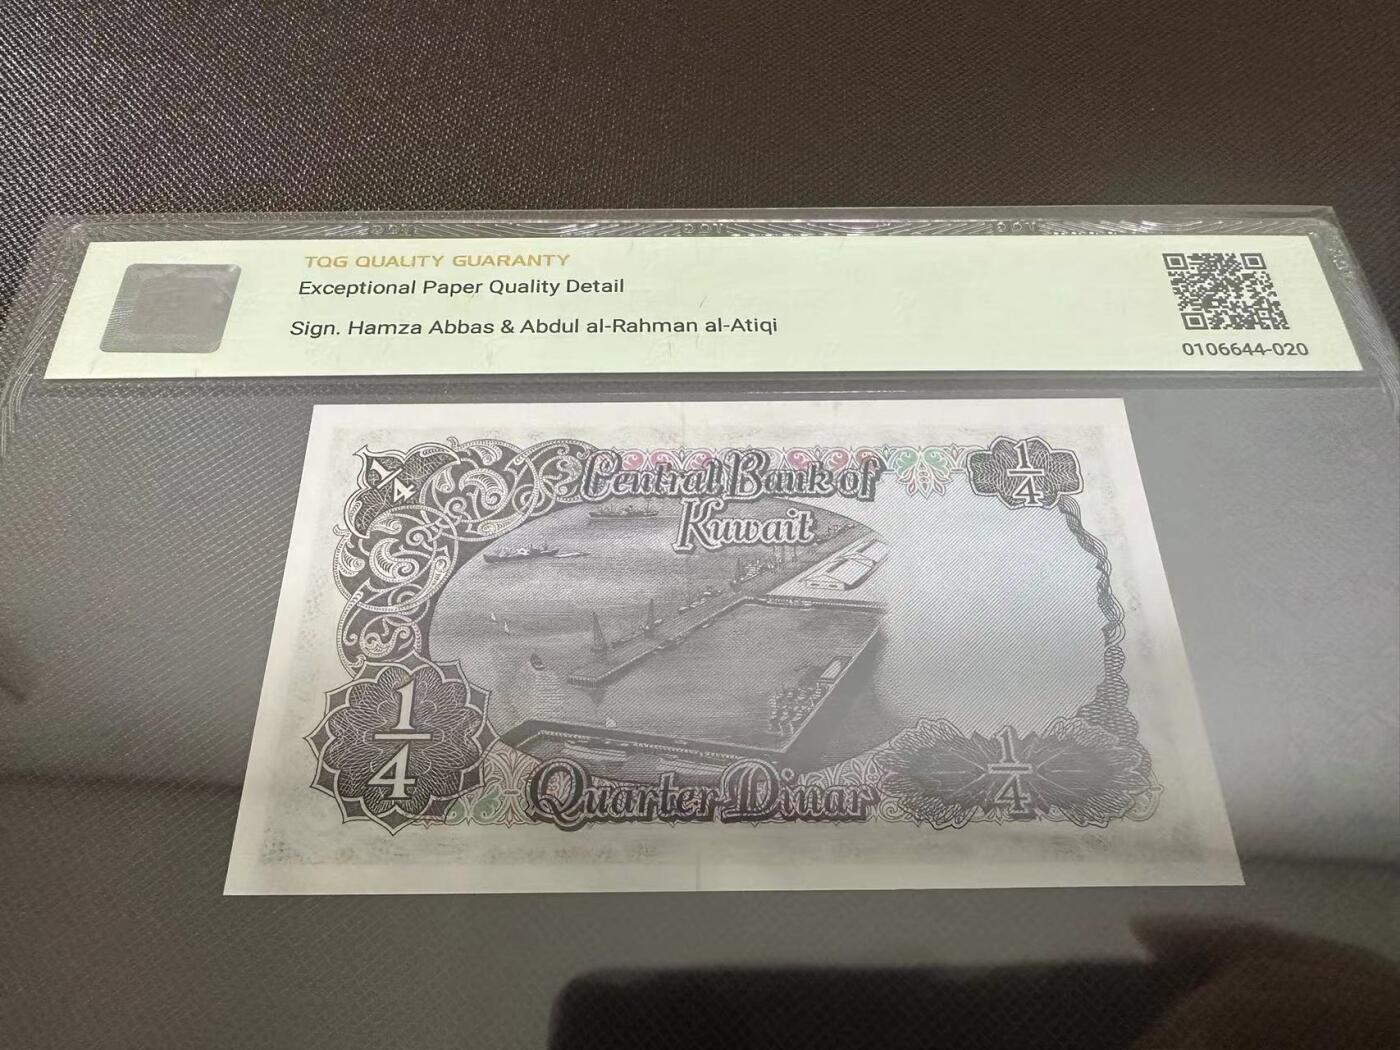 TQG QUALITY GUARANTY
Exceptional Paper Quality Detail
Sign. Hamza Abbas & Abdul al-Rahman al-Atiqi
0106644-020
1/4
Central Bank of
Kuwait
1/4
1/4
Quarter Dinar
1/4